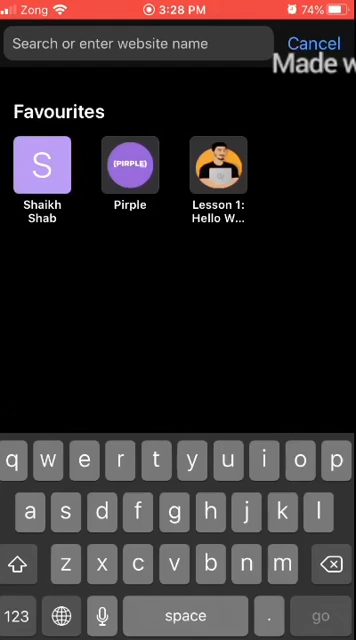 Zong 3:28 PM 74%
Search or enter website name Cancel
Made w
Favourites
S
{PIRPLE}
Shaikh Shab
Pirple
Lesson 1: Hello W...
q w e r t y u i o p
a s d f g h j k l
z x c v b n m
123 space . go